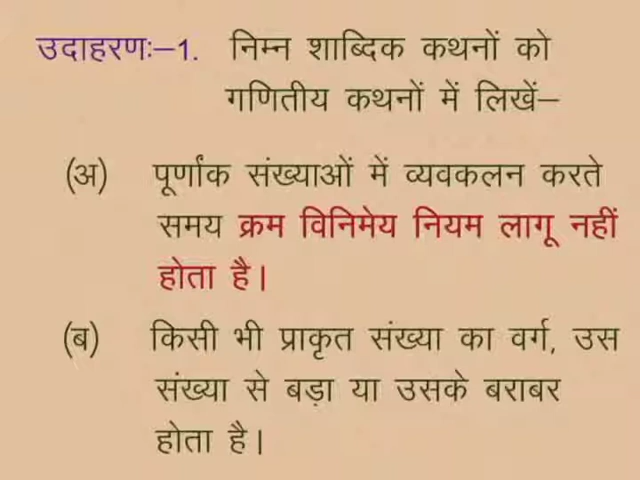 उदाहरणः–1. निम्न शाब्दिक कथनों को
गणितीय कथनों में लिखें–
(अ) पूर्णांक संख्याओं में व्यवकलन करते
समय क्रम विनिमेय नियम लागू नहीं
होता है।
(ब) किसी भी प्राकृत संख्या का वर्ग, उस
संख्या से बड़ा या उसके बराबर
होता है।